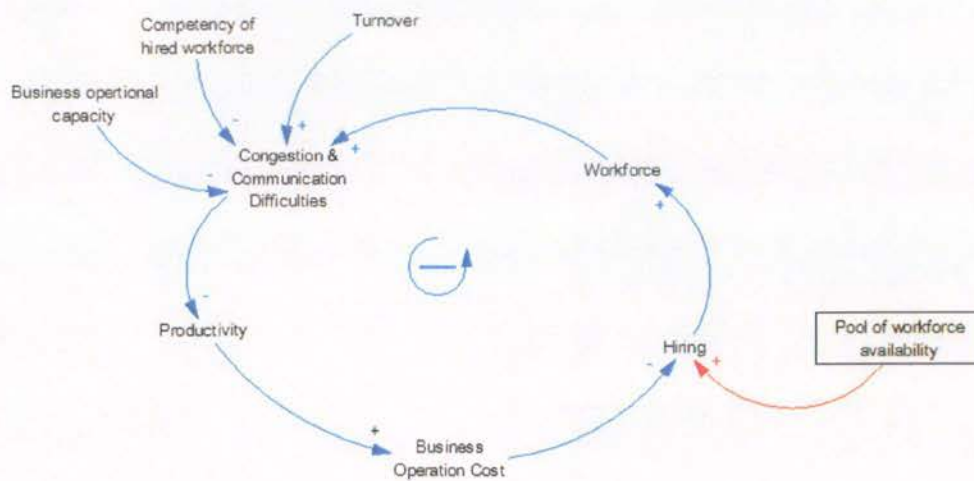 Competency of
hired workforce
Turnover
Business opertional
capacity
-
+
+
-
Congestion &
Communication
Difficulties
Workforce
+
-
Productivity
Hiring
-
+
Pool of workforce
availability
+
Business
Operation Cost